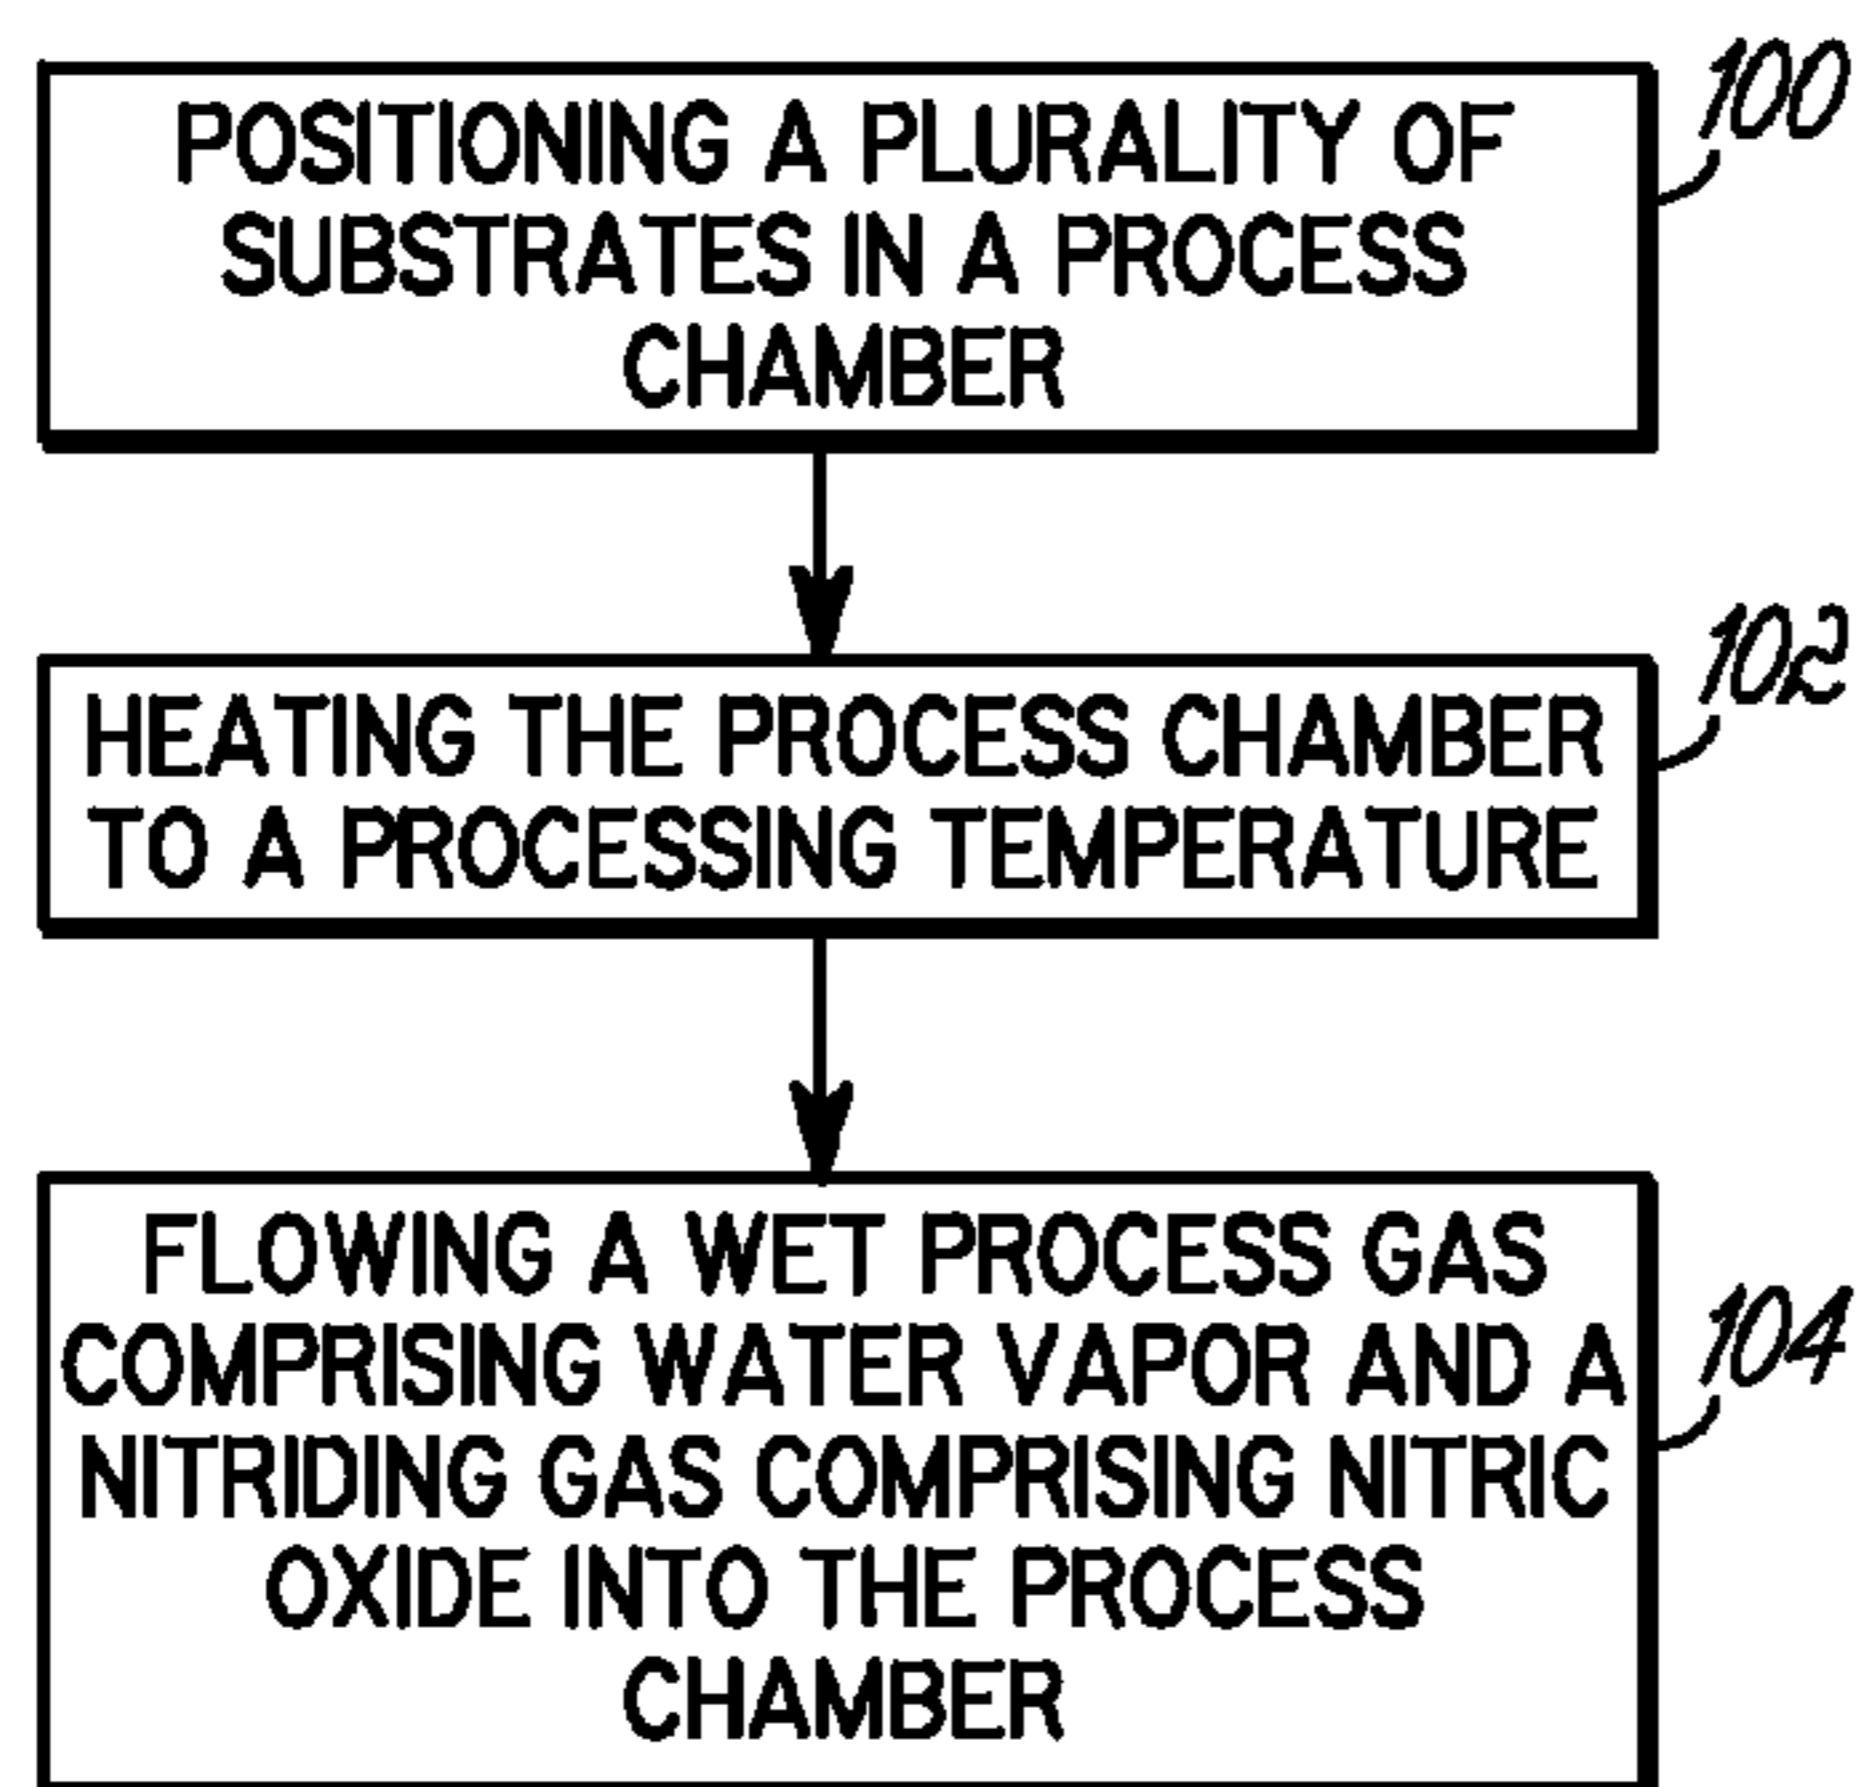 POSITIONING A PLURALITY OF
SUBSTRATES IN A PROCESS
CHAMBER
100
HEATING THE PROCESS CHAMBER
TO A PROCESSING TEMPERATURE
102
FLOWING A WET PROCESS GAS
COMPRISING WATER VAPOR AND A
NITRIDING GAS COMPRISING NITRIC
OXIDE INTO THE PROCESS
CHAMBER
104